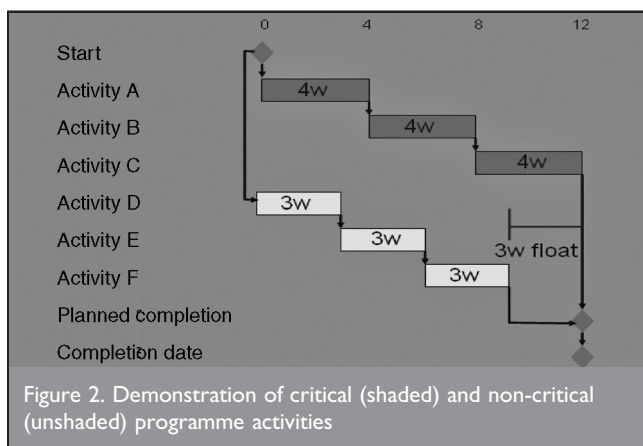 0 4 8 12
Start
Activity A 4w
Activity B 4w
Activity C 4w
Activity D 3w
Activity E 3w
3w float
Activity F 3w
Planned completion
Completion date
Figure 2. Demonstration of critical (shaded) and non-critical
(unshaded) programme activities